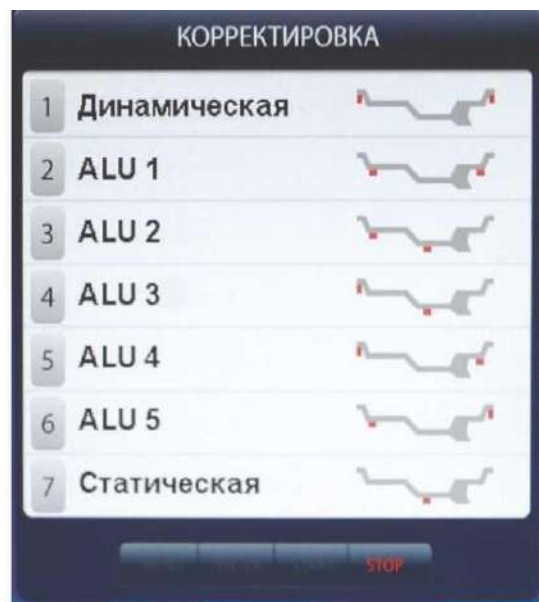 КОРРЕКТИРОВКА
1 Динамическая
2 ALU 1
3 ALU 2
4 ALU 3
5 ALU 4
6 ALU 5
7 Статическая
STOP